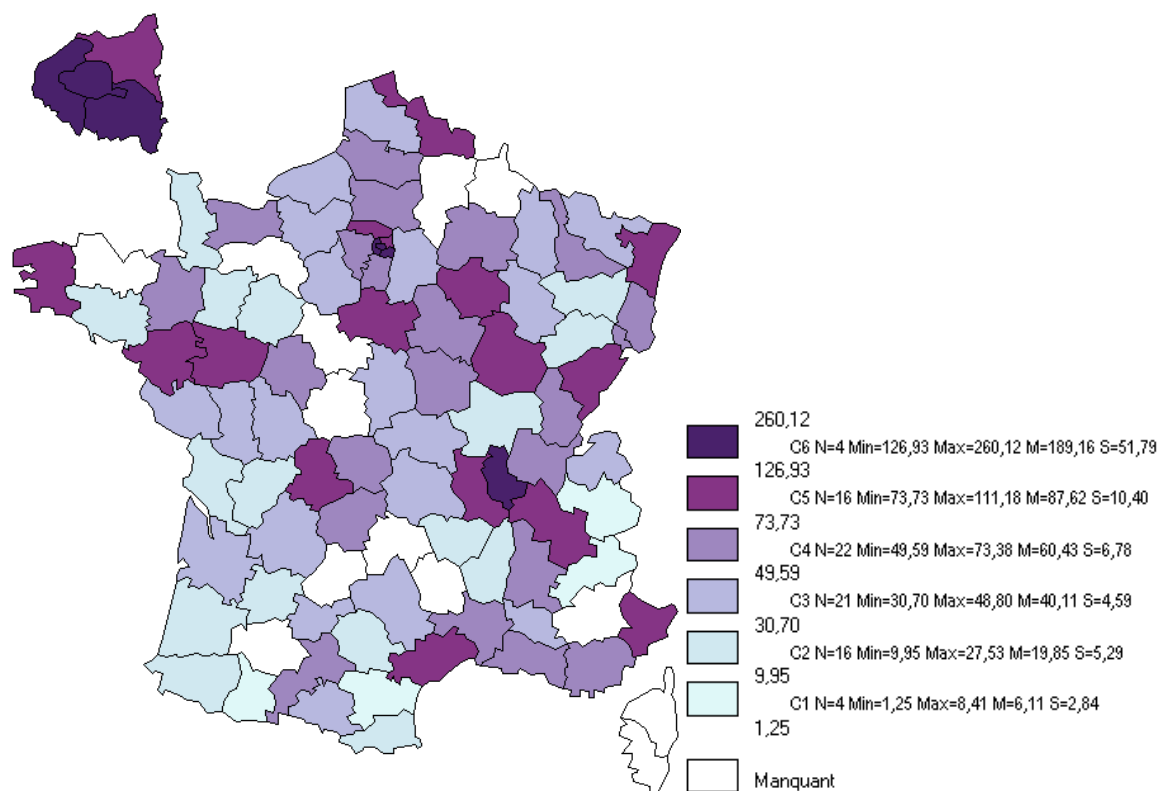 260,12
C6 N=4 Min=126,93 Max=260,12 M=189,16 S=51,79
126,93
C5 N=16 Min=73,73 Max=111,18 M=87,62 S=10,40
73,73
C4 N=22 Min=49,59 Max=73,38 M=60,43 S=6,78
49,59
C3 N=21 Min=30,70 Max=48,80 M=40,11 S=4,59
30,70
C2 N=16 Min=9,95 Max=27,53 M=19,85 S=5,29
9,95
C1 N=4 Min=1,25 Max=8,41 M=6,11 S=2,84
1,25
Manquant